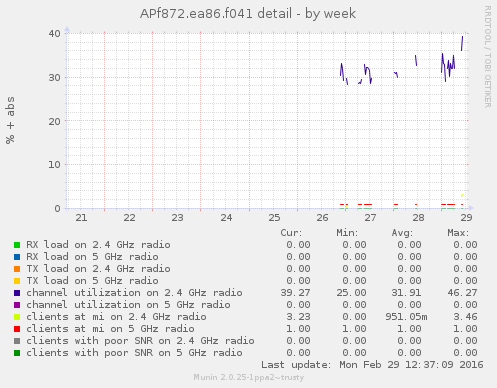 APf872.ea86.f041 detail - by week
RRDTOOL / TOBI OETIKER
% + abs
40
30
20
10
0
21 22 23 24 25 26 27 28 29
Cur: Min: Avg: Max:
RX load on 2.4 GHz radio 0.00 0.00 0.00 0.00
RX load on 5 GHz radio 0.00 0.00 0.00 0.00
TX load on 2.4 GHz radio 0.00 0.00 0.00 0.00
TX load on 5 GHz radio 0.00 0.00 0.00 0.00
channel utilization on 2.4 GHz radio 39.27 25.00 31.91 46.27
channel utilization on 5 GHz radio 0.00 0.00 0.00 0.00
clients at mi on 2.4 GHz radio 3.23 0.00 951.05m 3.46
clients at mi on 5 GHz radio 1.00 1.00 1.00 1.00
clients with poor SNR on 2.4 GHz radio 0.00 0.00 0.00 0.00
clients with poor SNR on 5 GHz radio 0.00 0.00 0.00 0.00
Last update: Mon Feb 29 12:37:09 2016
Munin 2.0.25-1ppa2~trusty